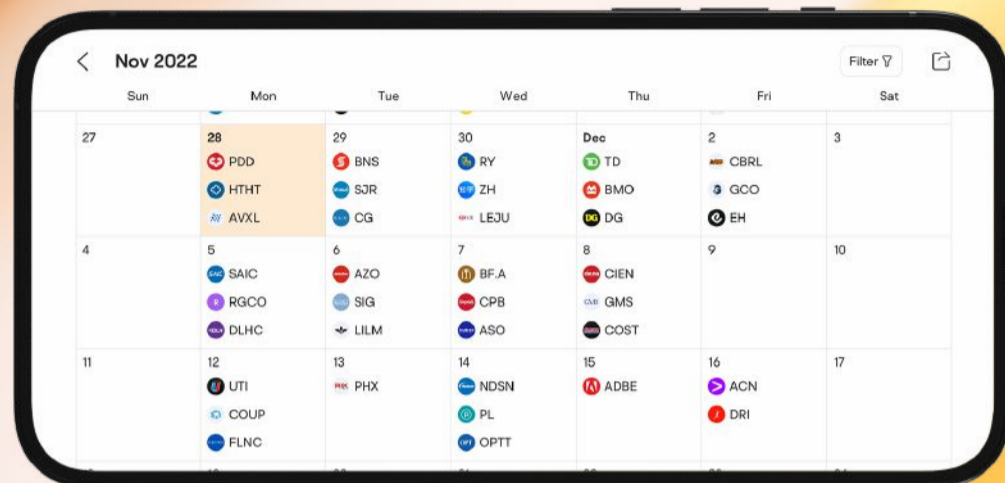 Nov 2022
Filter
Sun Mon Tue Wed Thu Fri Sat
27 28 29 30 Dec 2 3
PDD BNS RY TD CBRL
HTHT SJR ZH BMO GCO
AVXL CG LEJU DG DG EH
4 5 6 7 8 9 10
SAIC SAIC AZO BF.A CIEN
R RGCO SIG CPB GMS
DLHC LILM ASO COST
11 12 13 14 15 16 17
UTI PHX NDSN ADBE ACN
COUP PL DRI
FLNC OPTT